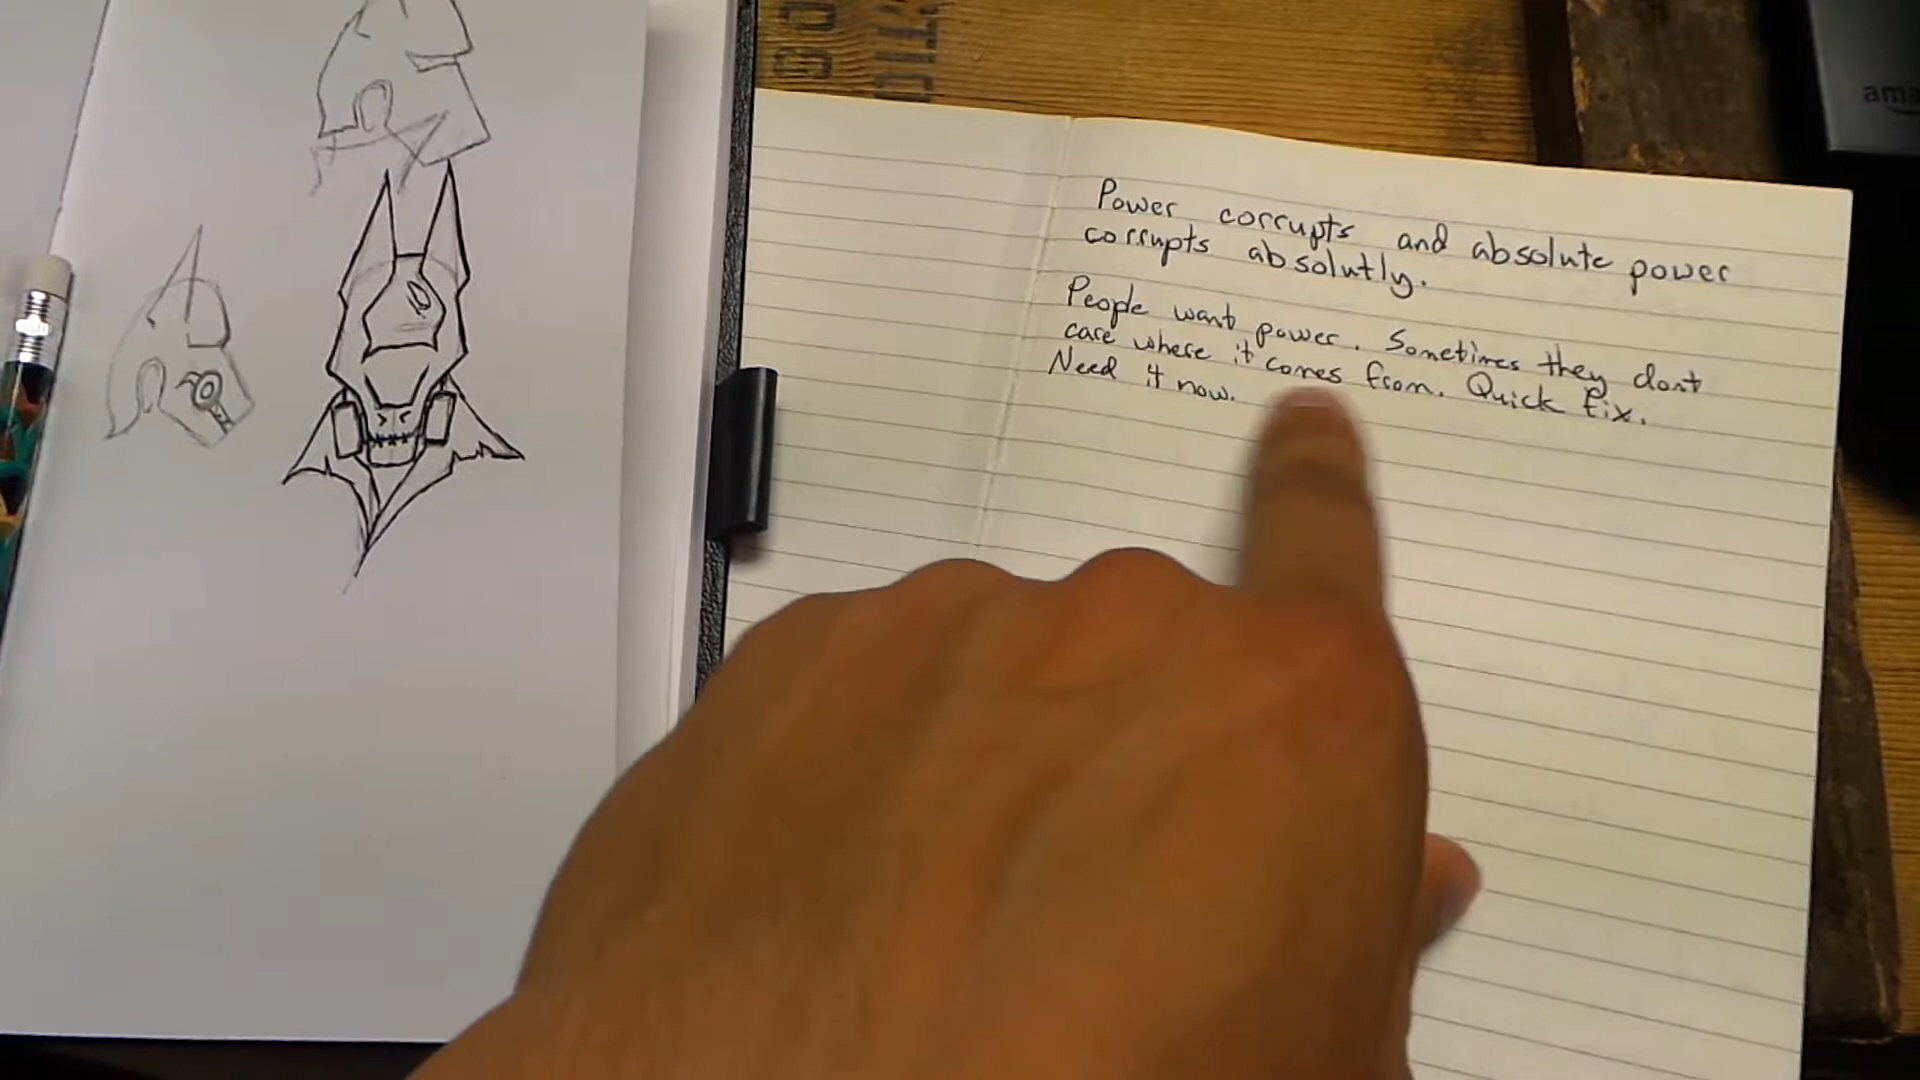 Power corrupts and absolute power
corrupts absolutly.
People want power. Sometimes they dont
care where it comes from. Quick fix.
Need it now.
ama